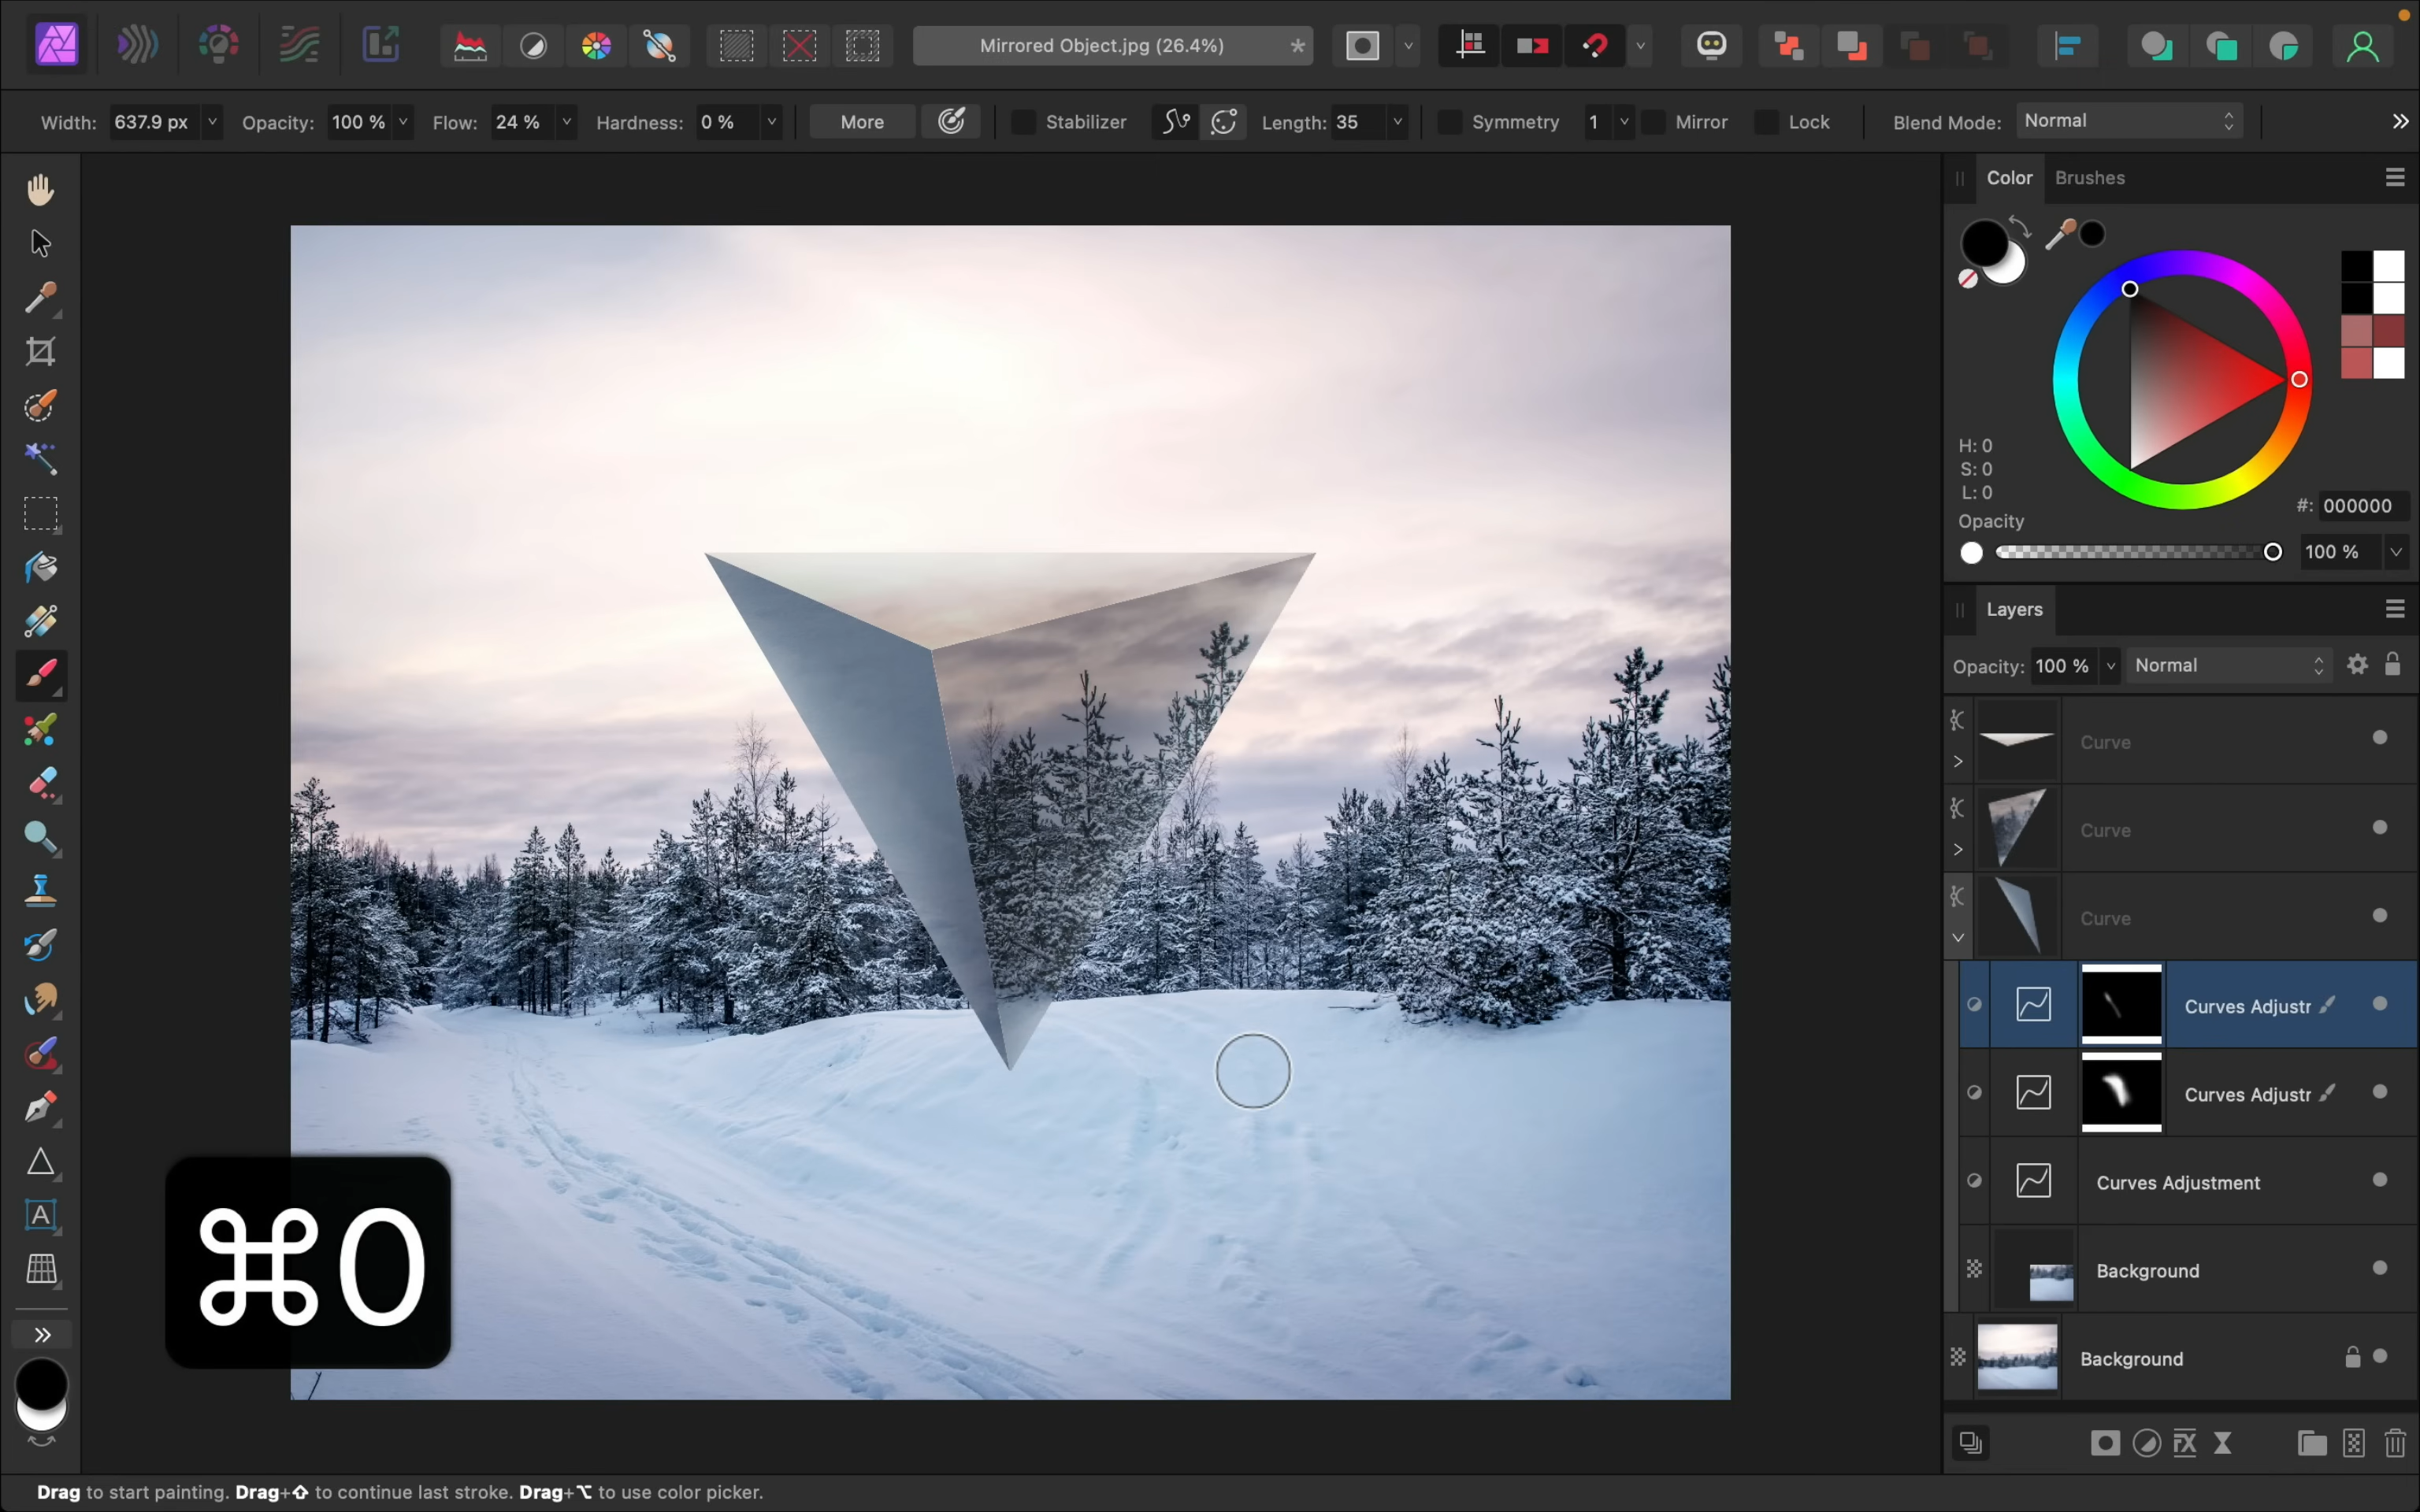 Mirrored Object.jpg (26.4%) *
Width: 637.9 px Opacity: 100 % Flow: 24 % Hardness: 0 % More Stabilizer Length: 35 Symmetry 1 Mirror Lock Blend Mode: Normal
Color Brushes
H: 0
S: 0
L: 0
#: 000000
Opacity
100 %
Layers
Opacity: 100 % Normal
Curve
Curve
Curve
Curves Adjustr
Curves Adjustr
Curves Adjustment
Background
Background
⌘0
A
FX
Drag to start painting. Drag+⇧ to continue last stroke. Drag+⌥ to use color picker.